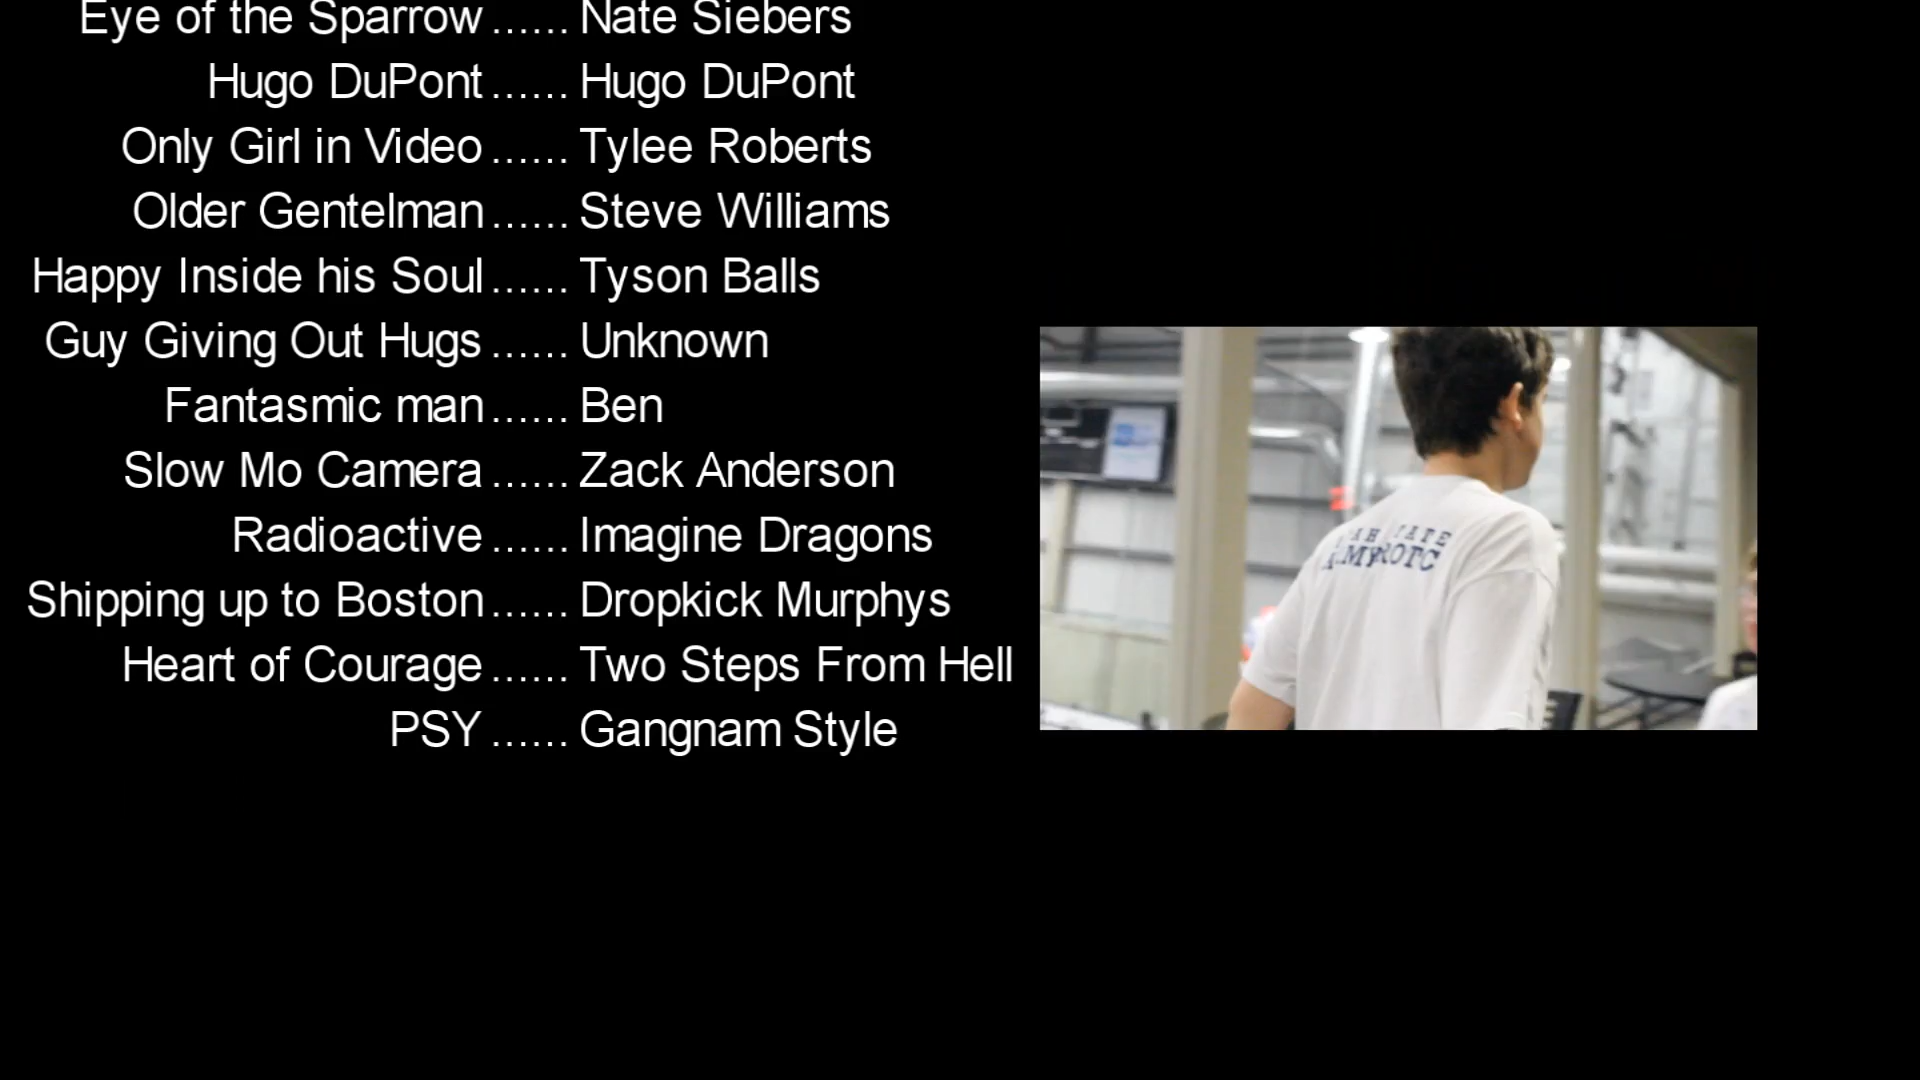 Eye of the Sparrow ...... Nate Siebers
Hugo DuPont ...... Hugo DuPont
Only Girl in Video ...... Tylee Roberts
Older Gentelman ...... Steve Williams
Happy Inside his Soul ...... Tyson Balls
Guy Giving Out Hugs ...... Unknown
Fantasmic man ...... Ben
Slow Mo Camera ...... Zack Anderson
Radioactive ...... Imagine Dragons
Shipping up to Boston ...... Dropkick Murphys
Heart of Courage ...... Two Steps From Hell
PSY ...... Gangnam Style
ROTC